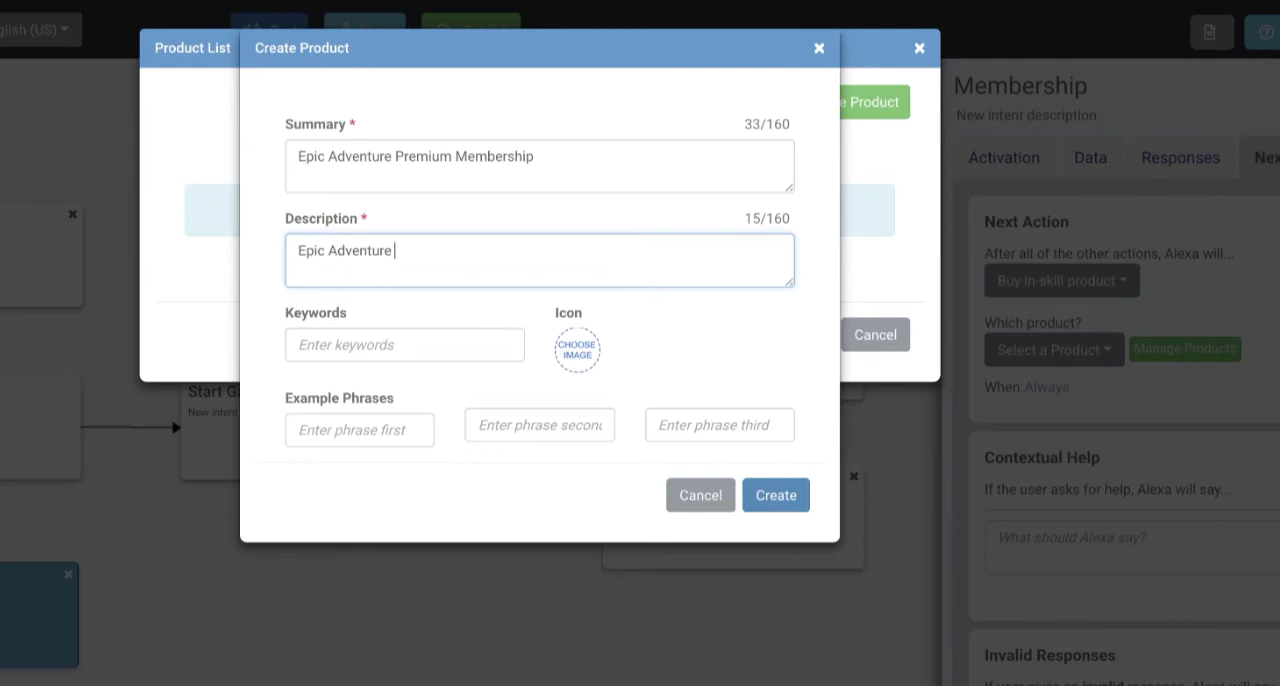 glish (US)
Product List
Create Product
e Product
Summary *
33/160
Epic Adventure Premium Membership
Description *
15/160
Epic Adventure
Keywords
Icon
Enter keywords
CHOOSE
IMAGE
Example Phrases
Enter phrase first
Enter phrase secon
Enter phrase third
Cancel
Create
Cancel
Start G
New intent
Membership
New intent description.
Activation
Data
Responses
Nex
Next Action
After all of the other actions, Alexa will...
Buy in-skill product
Which product?
Select a Product
Manage Products
When: Always
Contextual Help
If the user asks for help, Alexa will say...
What should Alexa say?
Invalid Responses